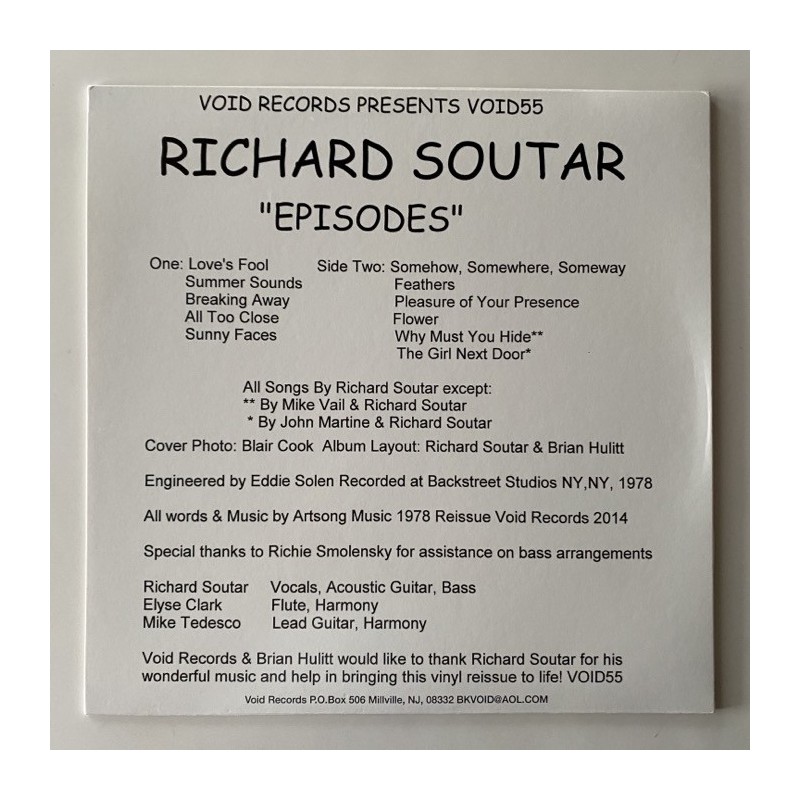 VOID RECORDS PRESENTS VOID55
RICHARD SOUTAR
"EPISODES"
One: Love's Fool
Summer Sounds
Breaking Away
All Too Close
Sunny Faces
Side Two: Somehow, Somewhere, Someway
Feathers
Pleasure of Your Presence
Flower
Why Must You Hide**
The Girl Next Door*
All Songs By Richard Soutar except:
** By Mike Vail & Richard Soutar
* By John Martine & Richard Soutar
Cover Photo: Blair Cook Album Layout: Richard Soutar & Brian Hulitt
Engineered by Eddie Solen Recorded at Backstreet Studios NY,NY, 1978
All words & Music by Artsong Music 1978 Reissue Void Records 2014
Special thanks to Richie Smolensky for assistance on bass arrangements
Richard Soutar Vocals, Acoustic Guitar, Bass
Elyse Clark Flute, Harmony
Mike Tedesco Lead Guitar, Harmony
Void Records & Brian Hulitt would like to thank Richard Soutar for his
wonderful music and help in bringing this vinyl reissue to life! VOID55
Void Records P.O.Box 506 Millville, NJ, 08332 BKVOID@AOL.COM